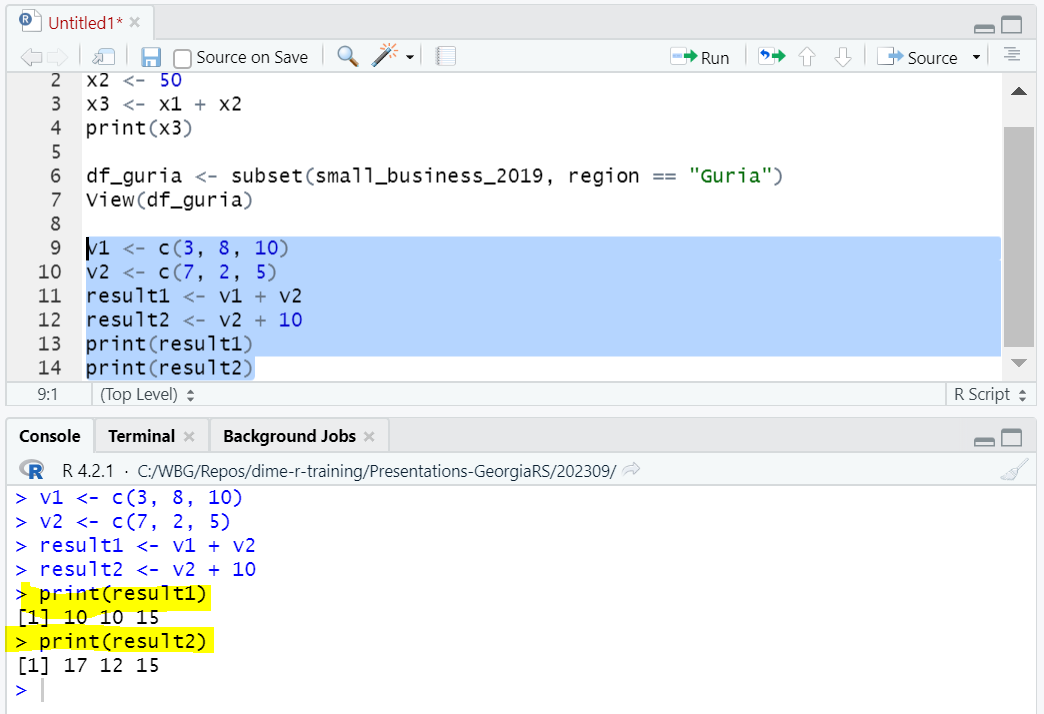 Untitled1*
Source on Save Run Source
2 x2 <- 50
3 x3 <- x1 + x2
4 print(x3)
5
6 df_guria <- subset(small_business_2019, region == "Guria")
7 View(df_guria)
8
9 v1 <- c(3, 8, 10)
10 v2 <- c(7, 2, 5)
11 result1 <- v1 + v2
12 result2 <- v2 + 10
13 print(result1)
14 print(result2)
9:1 (Top Level) R Script
Console Terminal Background Jobs
R R 4.2.1 · C:/WBG/Repos/dime-r-training/Presentations-GeorgiaRS/202309/
> v1 <- c(3, 8, 10)
> v2 <- c(7, 2, 5)
> result1 <- v1 + v2
> result2 <- v2 + 10
> print(result1)
[1] 10 10 15
> print(result2)
[1] 17 12 15
>